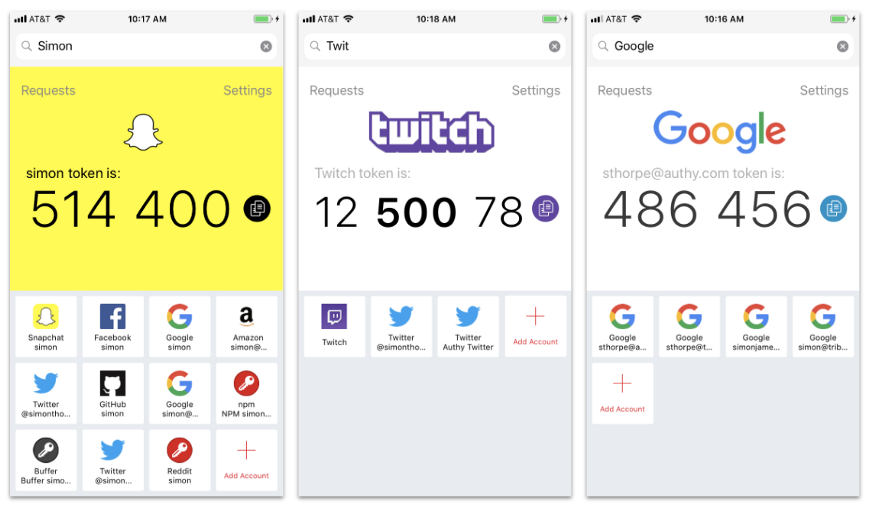 AT&T 10:17 AM
Simon
Requests Settings
simon token is:
514 400
Snapchat simon
Facebook simon
Google simon
Amazon simon@...
Twitter @simontho...
GitHub simon
Google simon@...
npm NPM simon...
Buffer Buffer simo...
Twitter @simon...
Reddit simon
Add Account
AT&T 10:18 AM
Twit
Requests Settings
twitch
Twitch token is:
12 500 78
Twitch
Twitter @simontho...
Twitter Authy Twitter
Add Account
AT&T 10:16 AM
Google
Requests Settings
Google
sthorpe@authy.com token is:
486 456
Google sthorpe@a...
Google sthorpe@t...
Google simonjame...
Google simon@trib...
Add Account